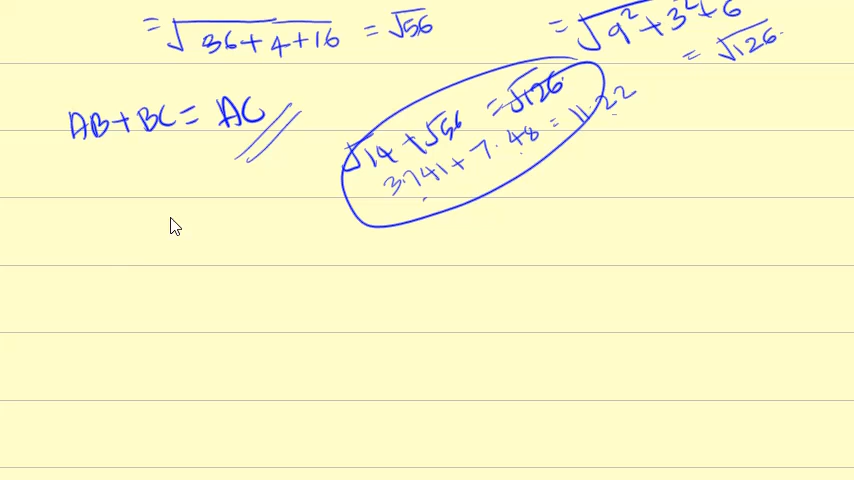 = √36+4+16 = √56
= √9²+3²+6
= √126.
AB+BC = AC
√14 + √56 = √126.
3.741 + 7.48 = 11.22